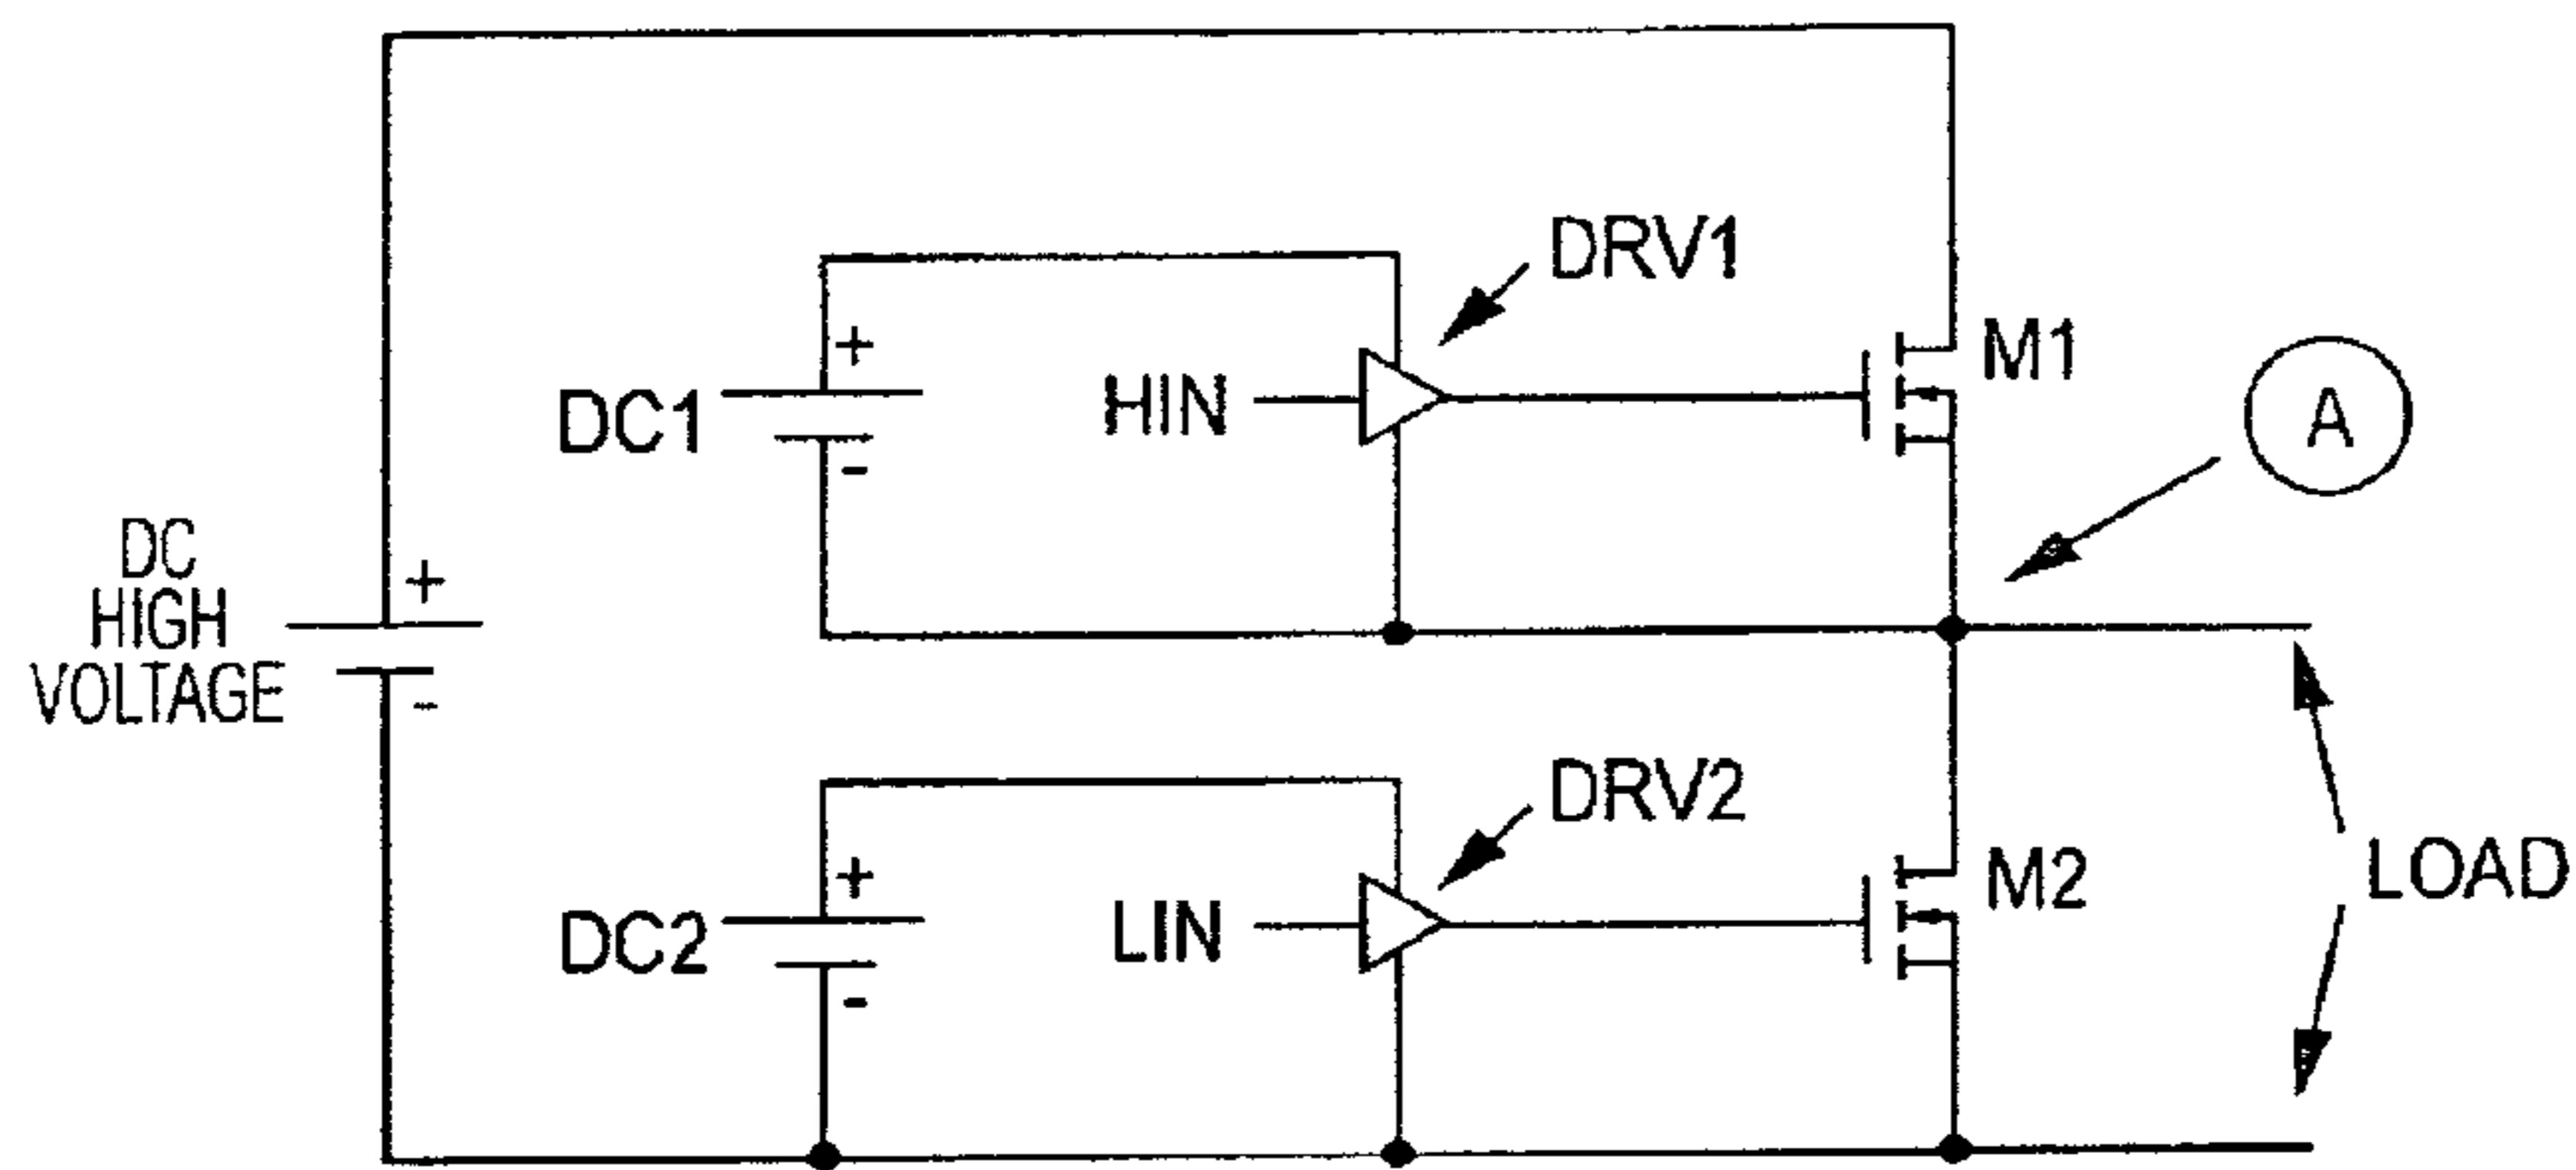 DRV1
M1
A
DC1
+
-
HIN
DC
HIGH
VOLTAGE
+
-
DRV2
M2
LOAD
DC2
+
-
LIN